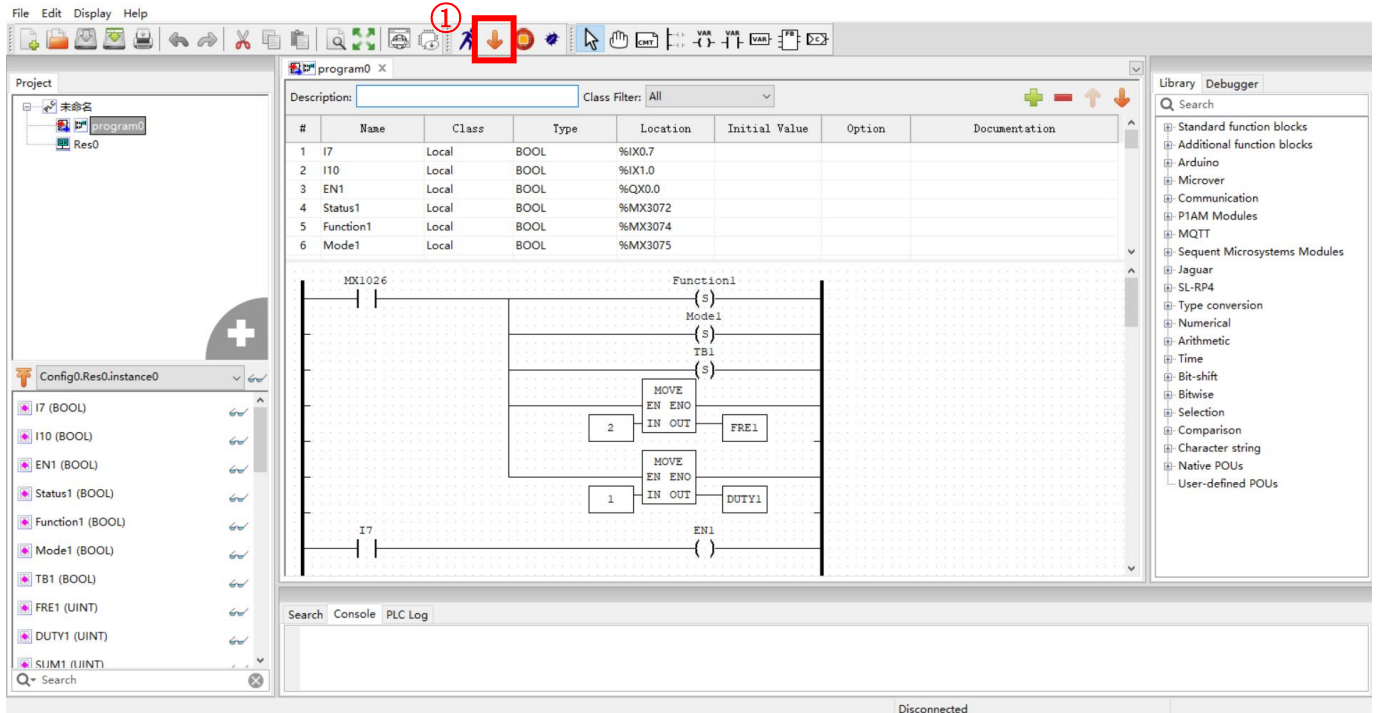 File Edit Display Help
①
CMT VAR VAR VAR FB
Project
未命名
program0
Res0
program0 ×
Description: Class Filter: All
# Name Class Type Location Initial Value Option Documentation
1 I7 Local BOOL %IX0.7
2 I10 Local BOOL %IX1.0
3 EN1 Local BOOL %QX0.0
4 Status1 Local BOOL %MX3072
5 Function1 Local BOOL %MX3074
6 Mode1 Local BOOL %MX3075
MX1026 Function1
(S)
Mode1
(S)
TB1
(S)
MOVE
EN ENO
2 IN OUT FRE1
MOVE
EN ENO
1 IN OUT DUTY1
I7 EN1
( )
Config0.Res0.instance0
I7 (BOOL)
I10 (BOOL)
EN1 (BOOL)
Status1 (BOOL)
Function1 (BOOL)
Mode1 (BOOL)
TB1 (BOOL)
FRE1 (UINT)
DUTY1 (UINT)
SUM1 (UINT)
Search
Library Debugger
Search
Standard function blocks
Additional function blocks
Arduino
Microver
Communication
P1AM Modules
MQTT
Sequent Microsystems Modules
Jaguar
SL-RP4
Type conversion
Numerical
Arithmetic
Time
Bit-shift
Bitwise
Selection
Comparison
Character string
Native POUs
User-defined POUs
Search Console PLC Log
Disconnected